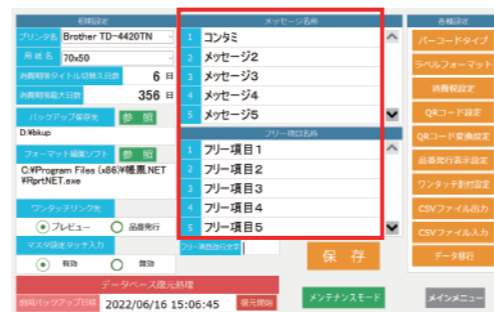 初期設定
プリンタ名 Brother TD-4420TN
用紙名 70x50
消費期限タイトル切替え日数 6 日
消費期限最大日数 356 日
バックアップ保存先 参照
D:¥bkup
フォーマット編集ソフト 参照
C:¥Program Files (x86)¥帳票.NET
¥RprtNET.exe
ワンタッチリンク先
プレビュー 品番発行
マスタ設定タッチ入力
有効 無効
メッセージ名称
1 コンタミ
2 メッセージ2
3 メッセージ3
4 メッセージ4
5 メッセージ5
フリー項目名称
1 フリー項目1
2 フリー項目2
3 フリー項目3
4 フリー項目4
5 フリー項目5
保存
各種設定
バーコードタイプ
ラベルフォーマット
消費税設定
QRコード設定
QRコード変換設定
品番発行表示設定
ワンタッチ割付設定
CSVファイル出力
CSVファイル入力
データ移行
データベース復元処理
前回バックアップ日時 2022/06/16 15:06:45 復元開始
メンテナンスモード
メインメニュー